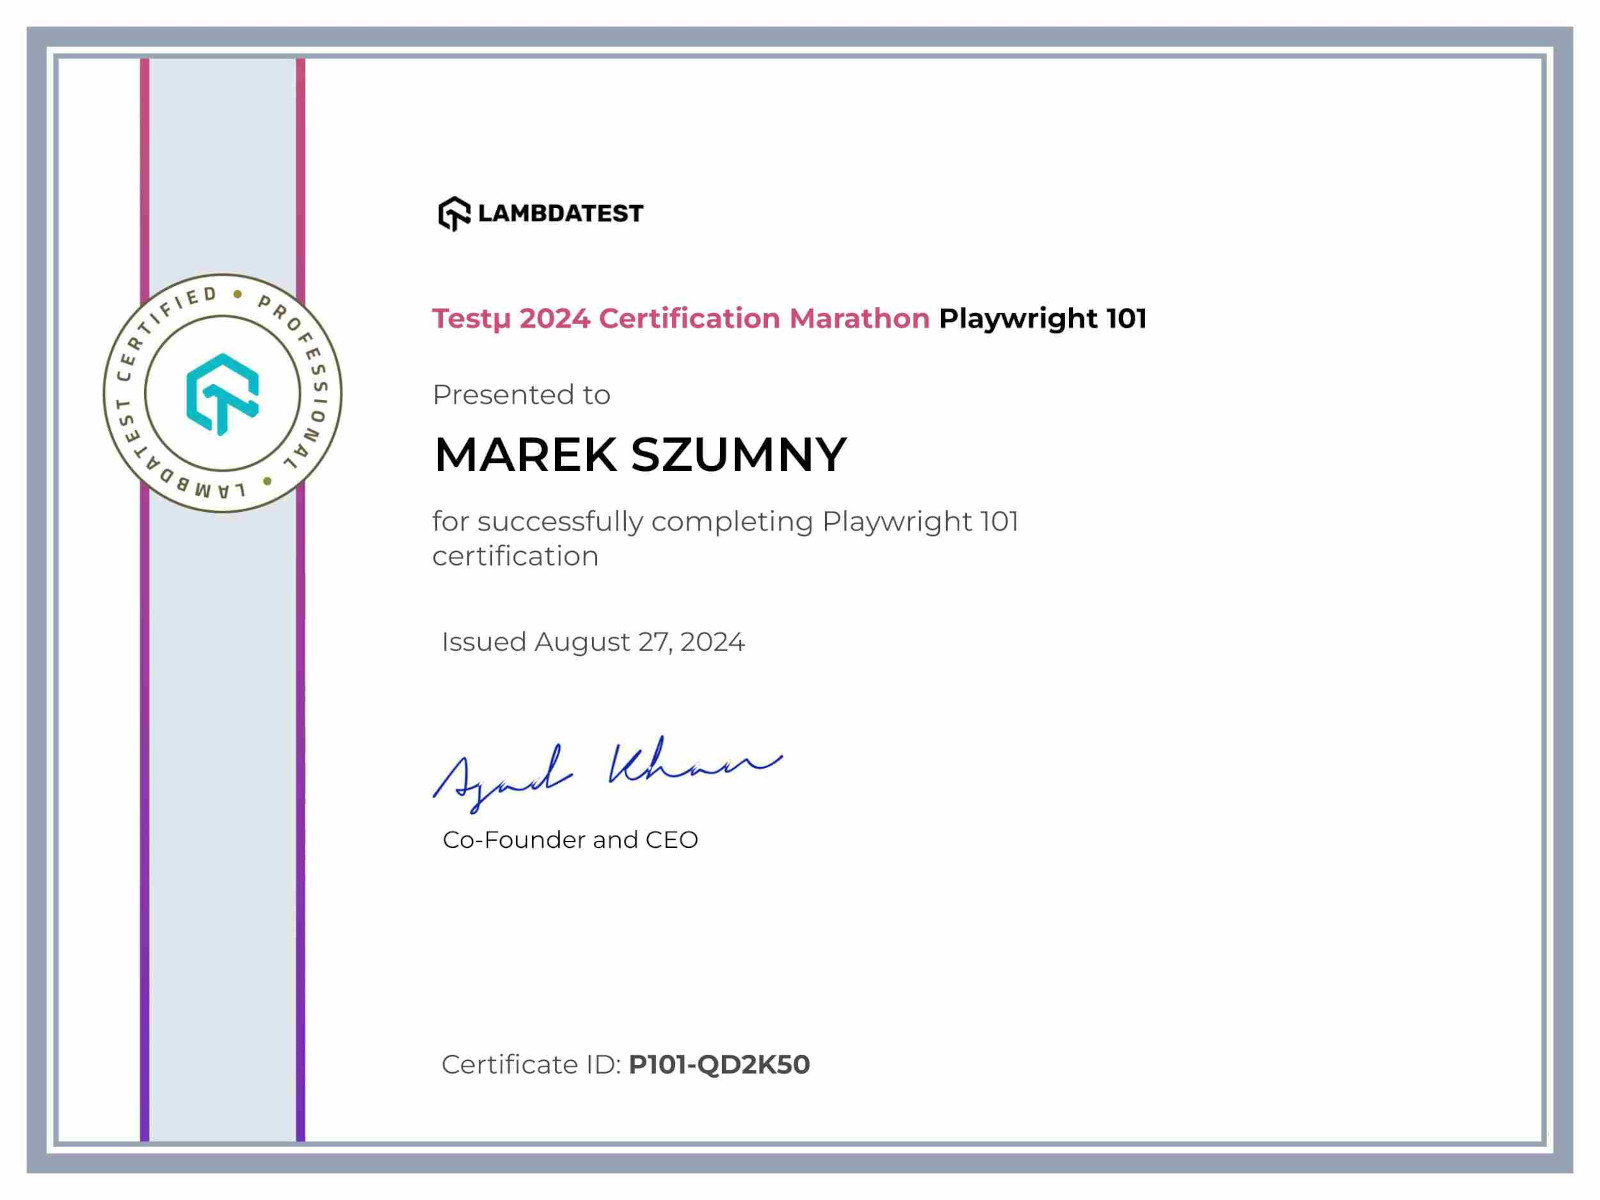 LAMBDATEST
Testμ 2024 Certification Marathon Playwright 101
Presented to
MAREK SZUMNY
for successfully completing Playwright 101
certification
Issued August 27, 2024
Azad Khan
Co-Founder and CEO
Certificate ID: P101-QD2K50
LAMBDATEST CERTIFIED • PROFESSIONAL •